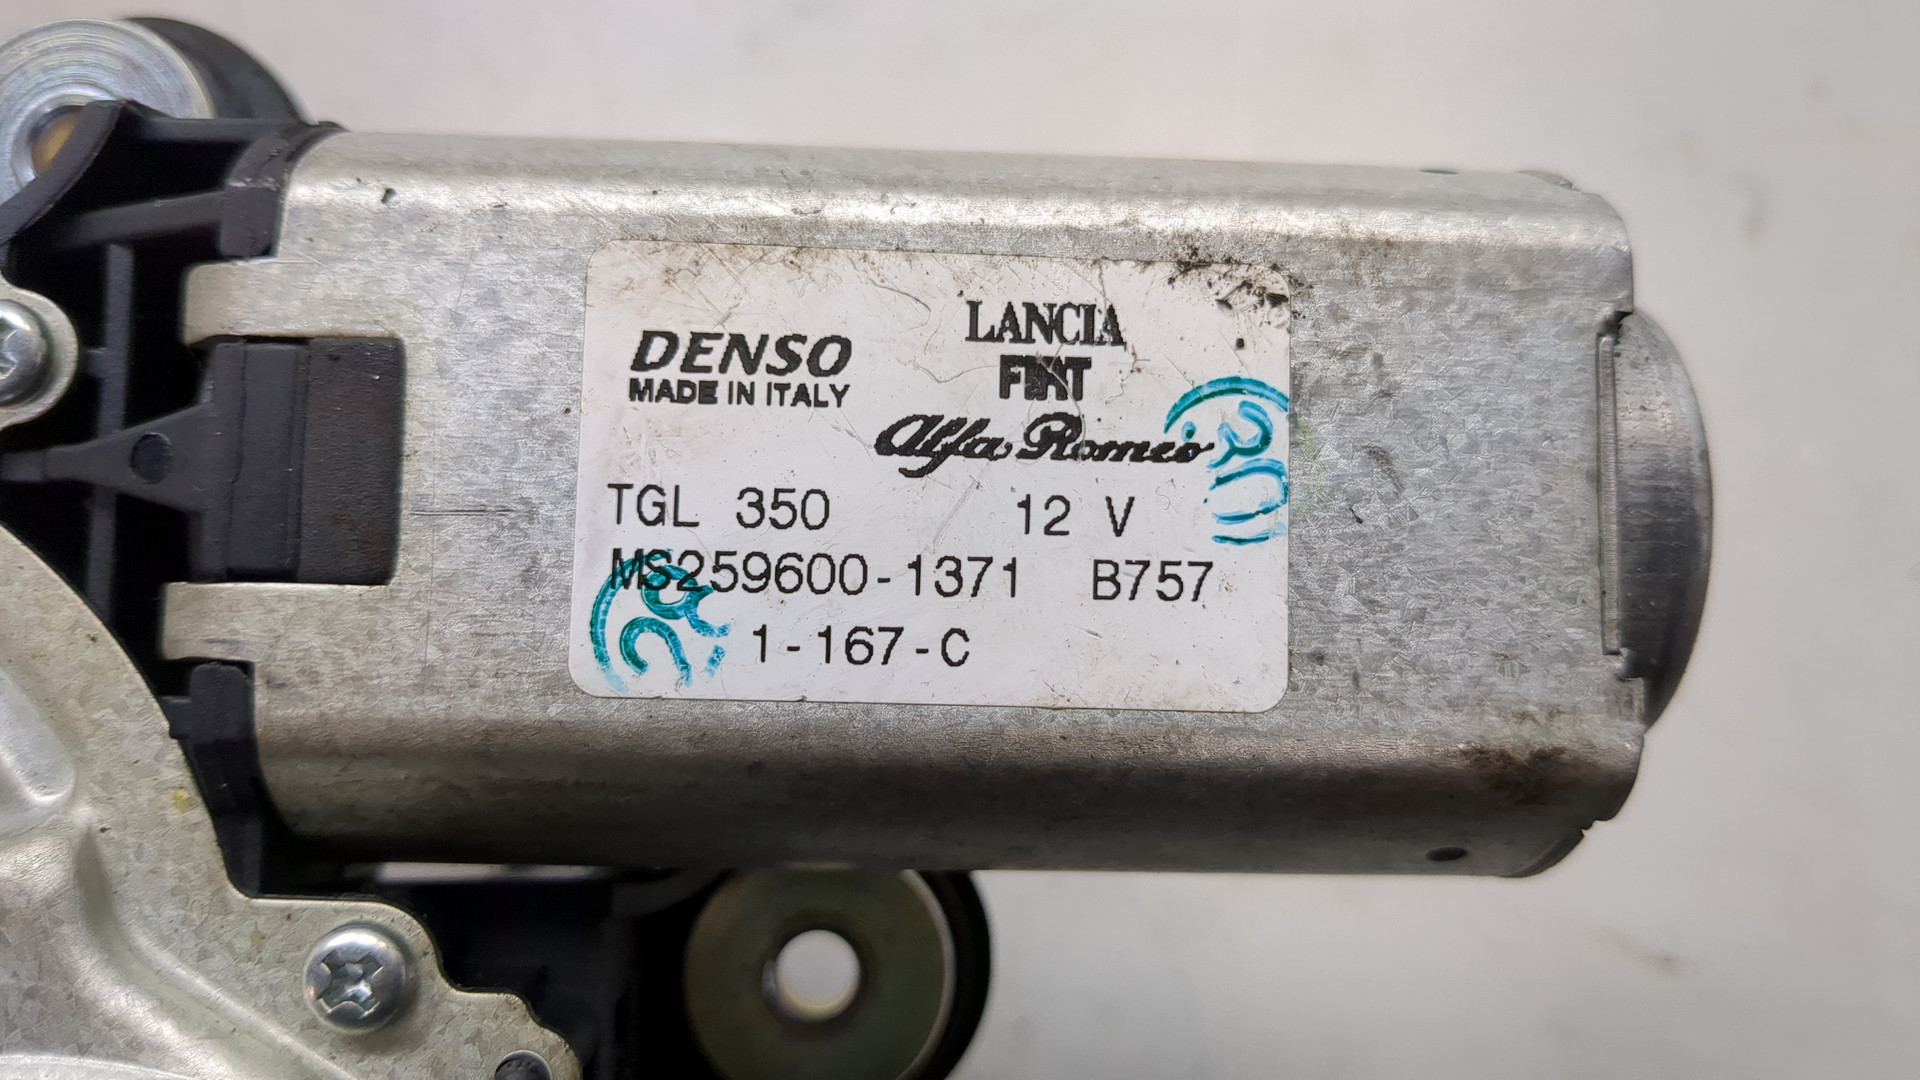 DENSO
MADE IN ITALY
LANCIA
FIAT
Alfa Romeo
TGL 350 12 V
MS259600-1371 B757
1-167-C